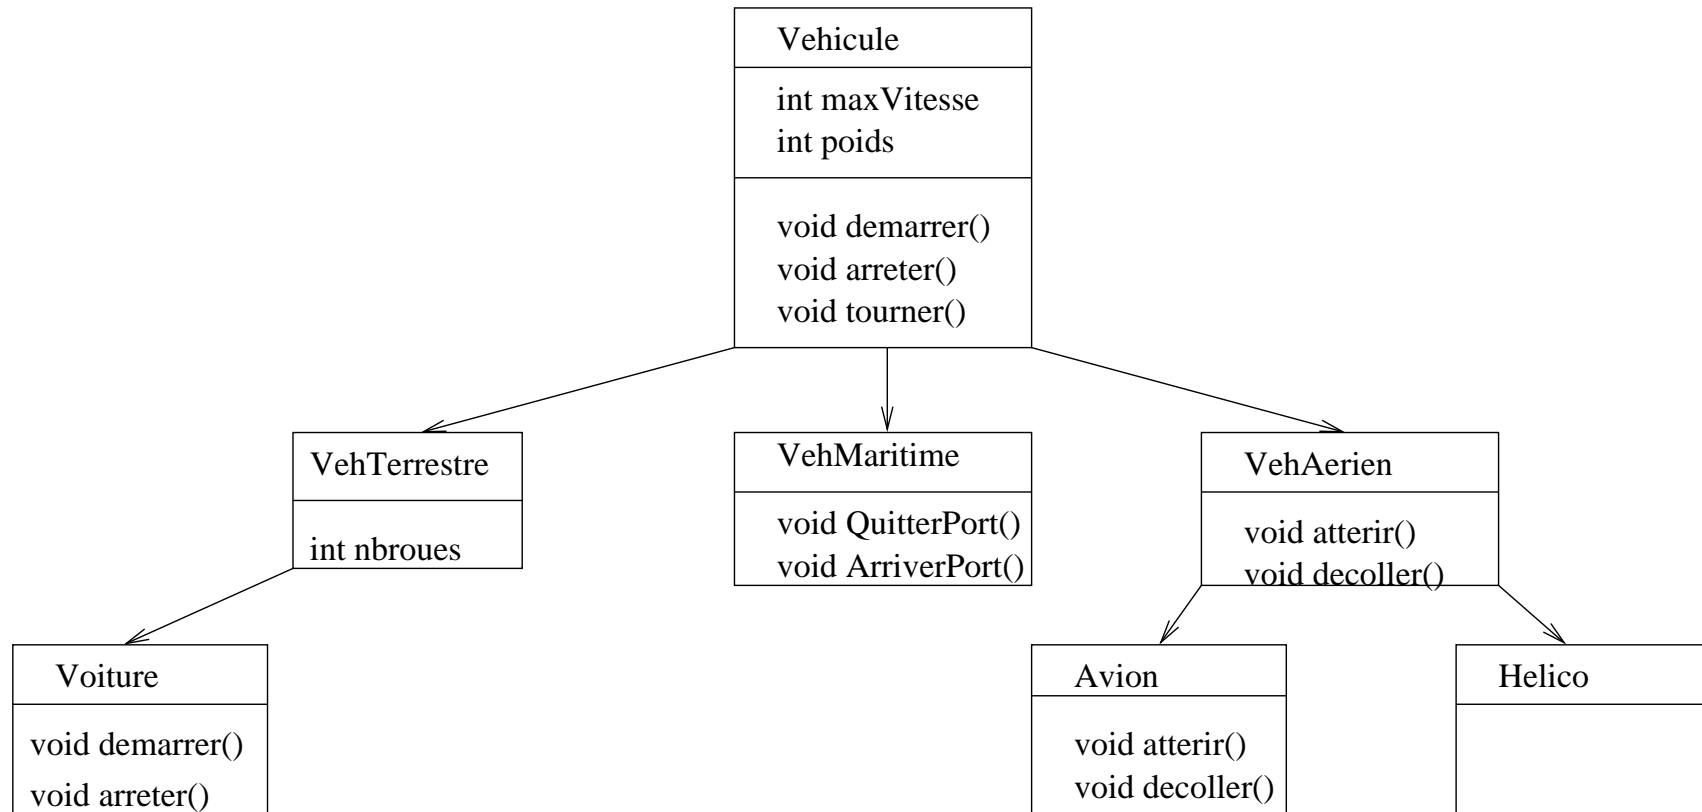 Vehicule
int maxVitesse
int poids
void demarrer()
void arreter()
void tourner()
VehTerrestre
int nbroues
VehMaritime
void QuitterPort()
void ArriverPort()
VehAerien
void atterir()
void decoller()
Voiture
void demarrer()
void arreter()
Avion
void atterir()
void decoller()
Helico